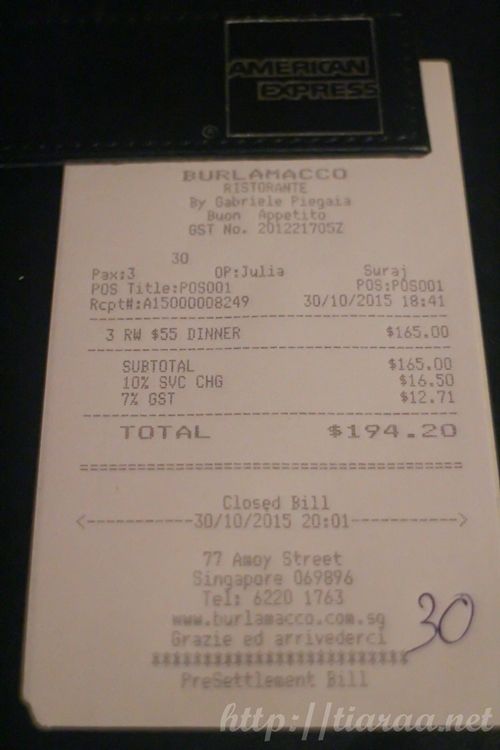 AMERICAN
EXPRESS
BURLAMACCO
RISTORANTE
By Gabriele Piegaia
Buon Appetito
GST No. 201221705Z
30
Pax:3 OP:Julia Suraj
POS Title:POS001 POS:POS001
Rcpt#:A15000008249 30/10/2015 18:41
3 RW $55 DINNER $165.00
SUBTOTAL $165.00
10% SVC CHG $16.50
7% GST $12.71
TOTAL $194.20
Closed Bill
<----------30/10/2015 20:01---------->
77 Amoy Street
Singapore 069896
Tel: 6220 1763
www.burlamacco.com.sg
Grazie ed arrivederci
30
PreSettlement Bill
http://tiaraa.net